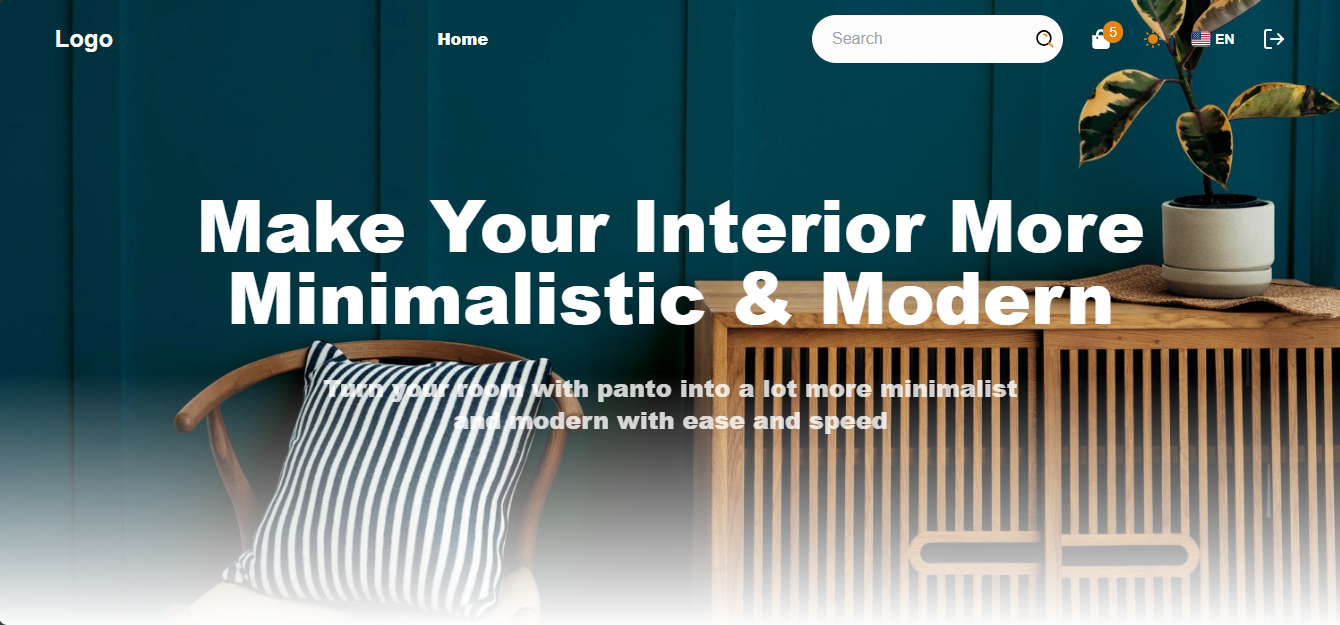 Logo
Home
Search
5
EN
Make Your Interior More
Minimalistic & Modern
Turn your room with panto into a lot more minimalist
and modern with ease and speed